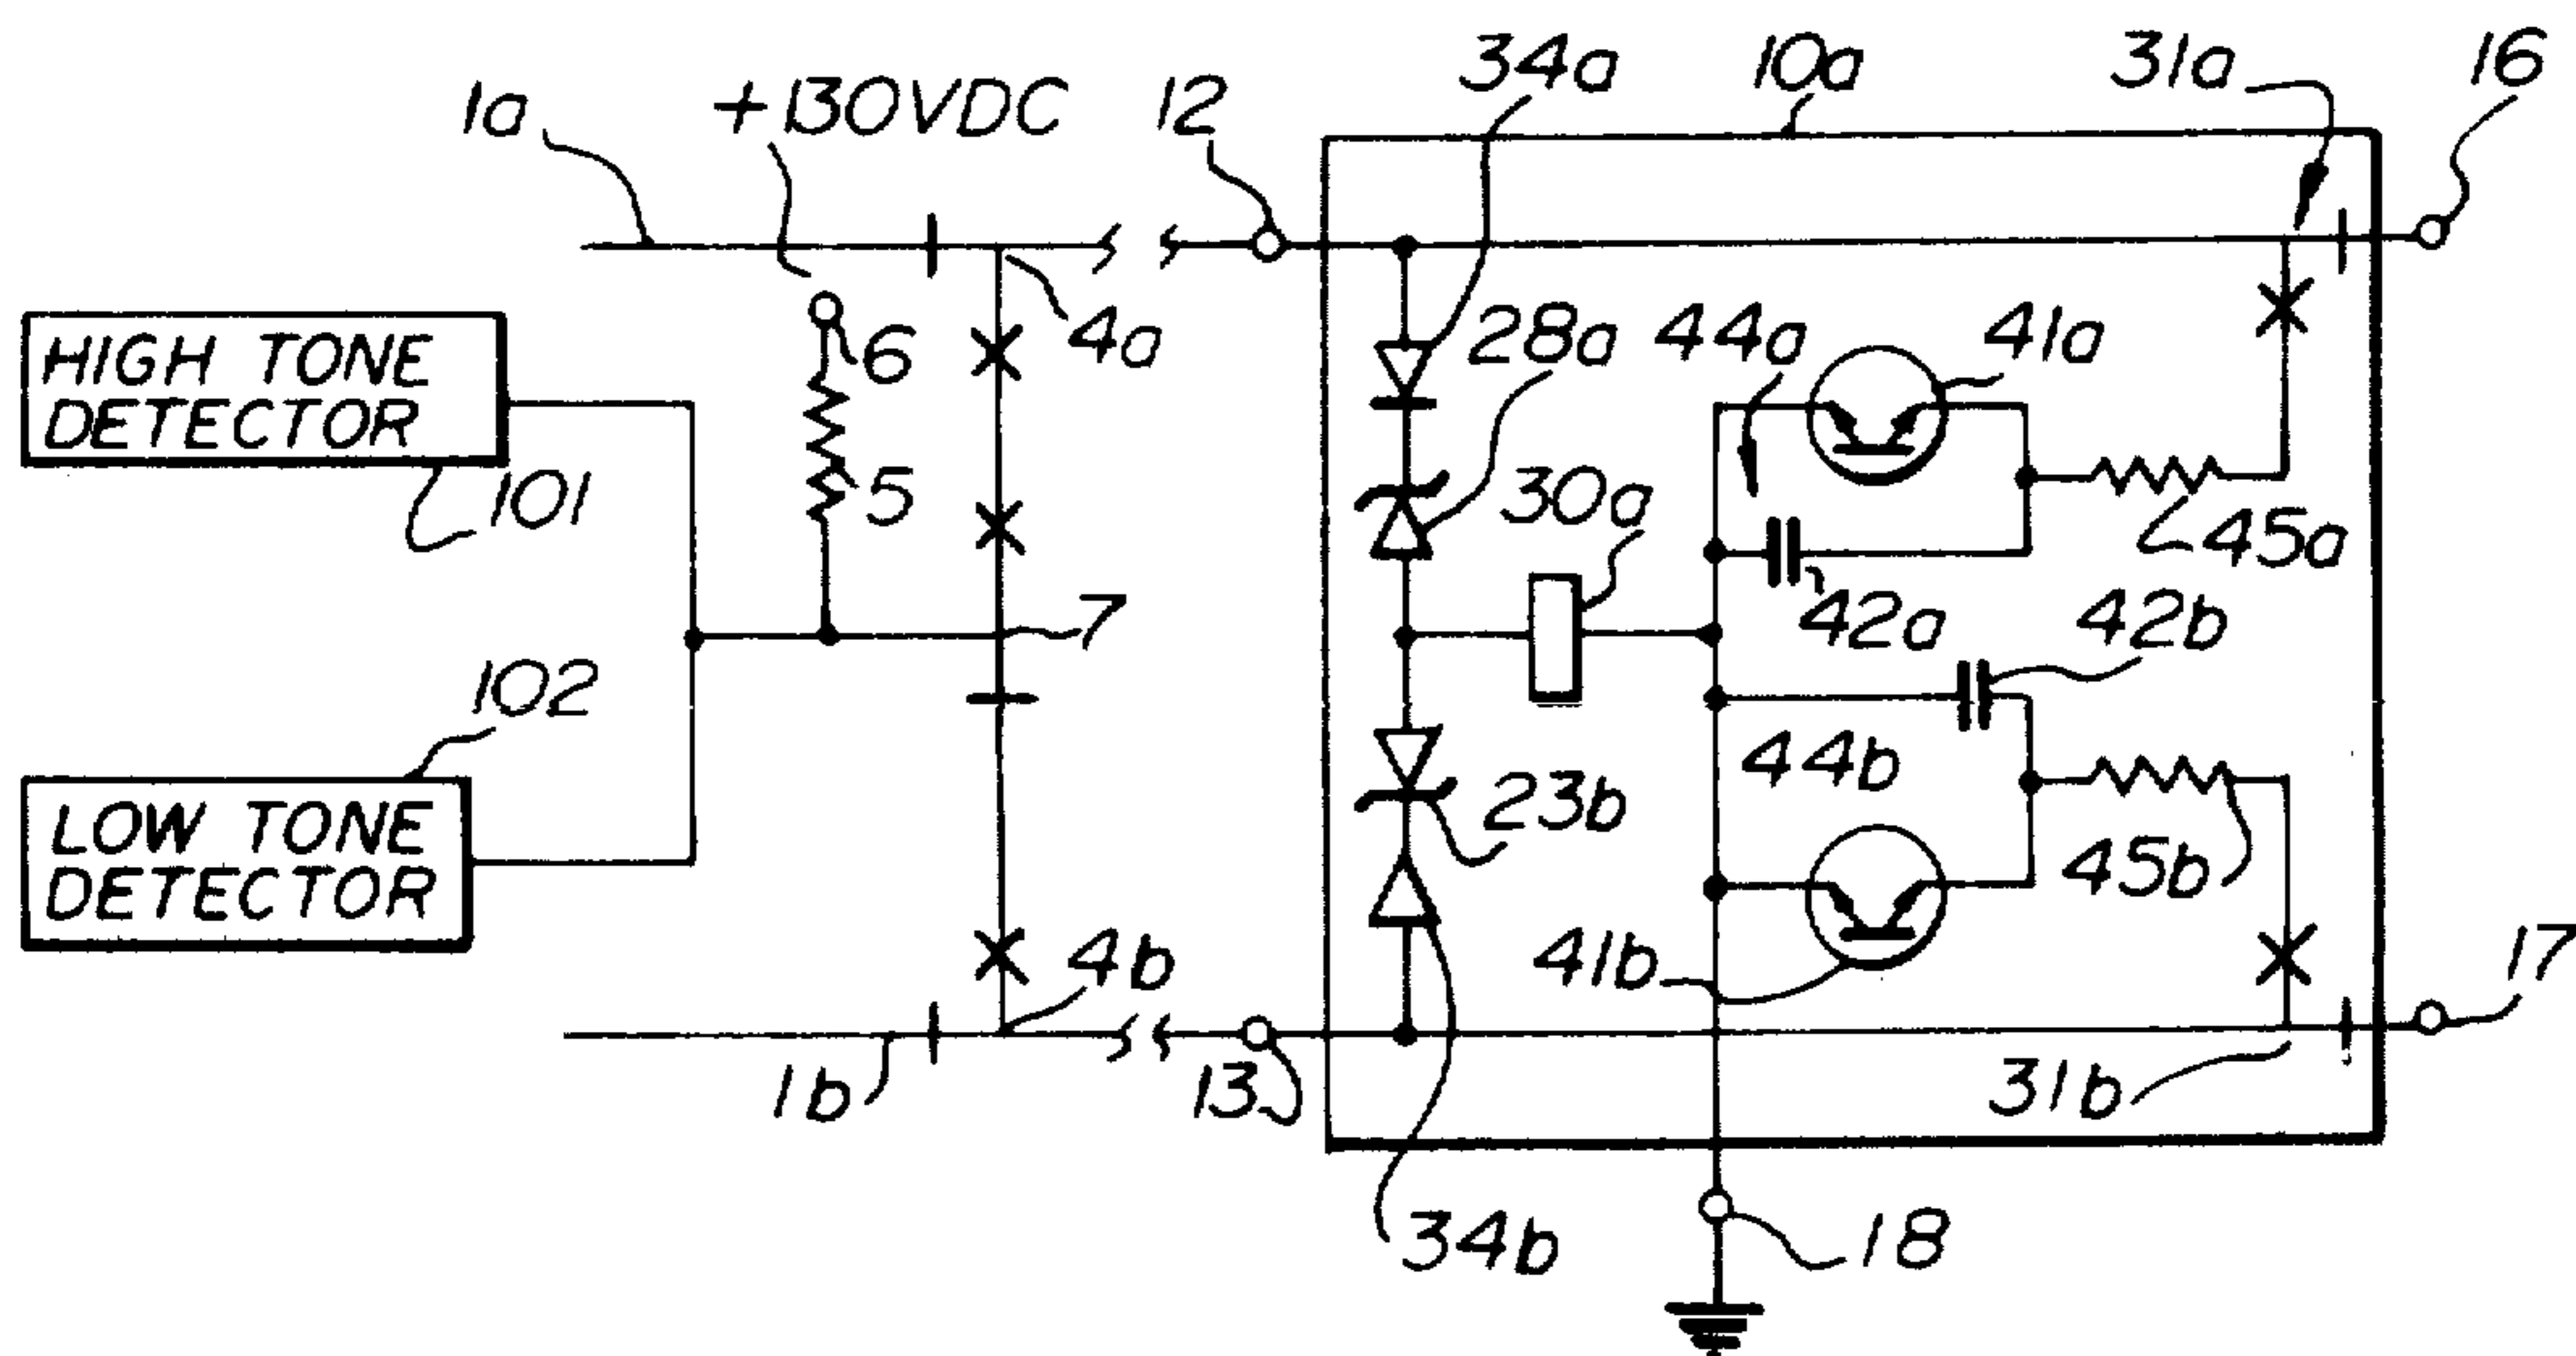 1a
+130VDC
12
34a
10a
31a
16
HIGH TONE
DETECTOR
101
6
5
4a
28a
44a
41a
30a
45a
42a
42b
7
102
LOW TONE
DETECTOR
44b
23b
45b
41b
4b
17
1b
13
31b
34b
18